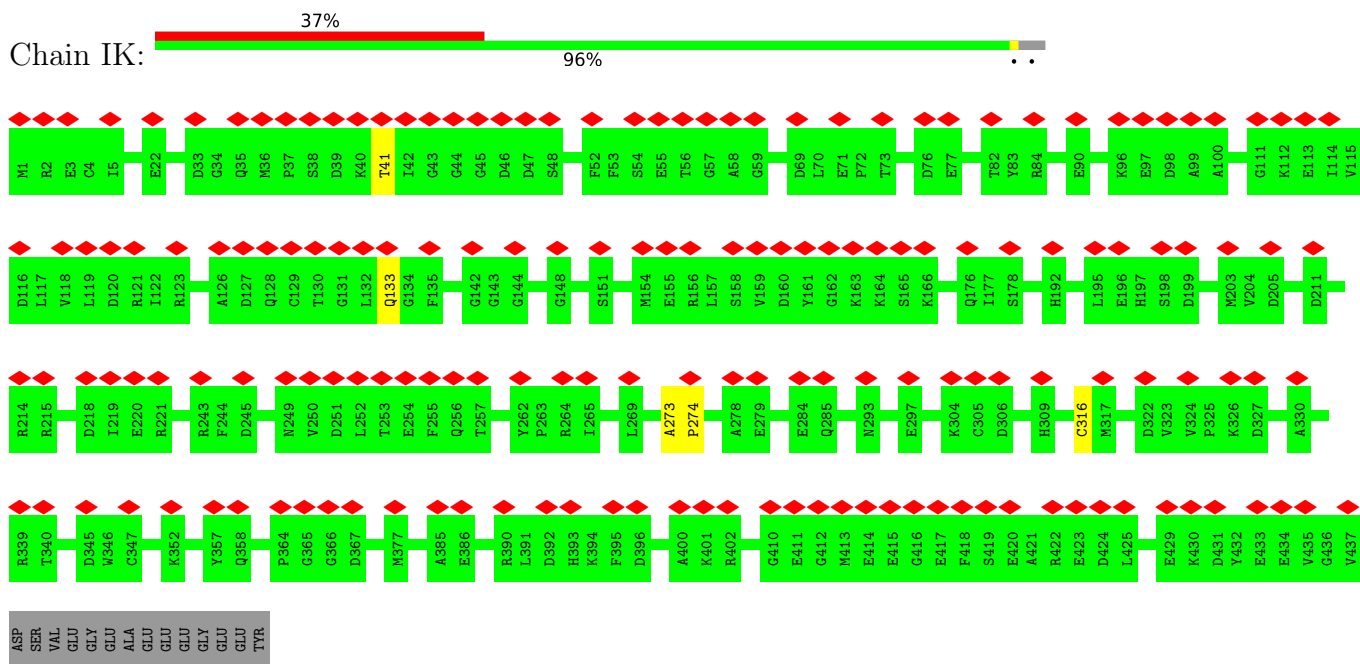 37%
Chain IK:
96%
. .
M1 R2 E3 C4 I5 E22 D33 G34 Q35 M36 P37 S38 D39 K40 T41 I42 G43 G44 G45 D46 D47 S48 F52 F53 S54 E55 T56 G57 A58 G59 D69 L70 E71 P72 T73 D76 E77 T82 Y83 R84 E90 K96 E97 D98 A99 A100 G111 K112 E113 I114 V115
D116 L117 V118 L119 D120 R121 I122 R123 A126 D127 Q128 C129 T130 G131 L132 Q133 G134 F135 G142 G143 G144 G148 S151 M154 E155 R156 L157 S158 V159 D160 Y161 G162 K163 K164 S165 K166 Q176 I177 S178 H192 L195 E196 H197 S198 D199 M203 V204 D205 D211
R214 R215 D218 I219 E220 R221 R243 F244 D245 N249 V250 D251 L252 T253 E254 F255 Q256 T257 Y262 P263 R264 I265 L269 A273 P274 A278 E279 E284 Q285 N293 E297 K304 C305 D306 H309 C316 M317 D322 V323 V324 P325 K326 D327 A330
R339 T340 D345 W346 C347 K352 Y357 Q358 P364 G365 G366 D367 M377 A385 E386 R390 L391 D392 H393 K394 F395 D396 A400 K401 R402 G410 E411 G412 M413 E414 E415 G416 E417 F418 S419 E420 A421 R422 E423 D424 L425 E429 K430 D431 Y432 E433 E434 V435 G436 V437
ASP SER VAL GLU GLY GLU ALA GLU GLU GLU GLY GLU GLU TYR